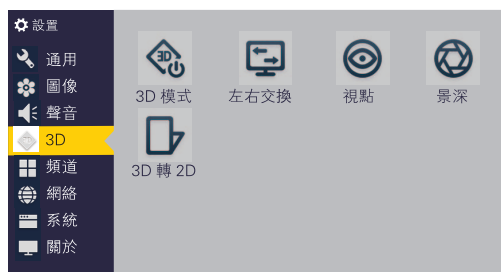 設置
通用
圖像
聲音
3D
頻道
網絡
系統
關於
3D 模式
左右交換
視點
景深
3D 轉 2D